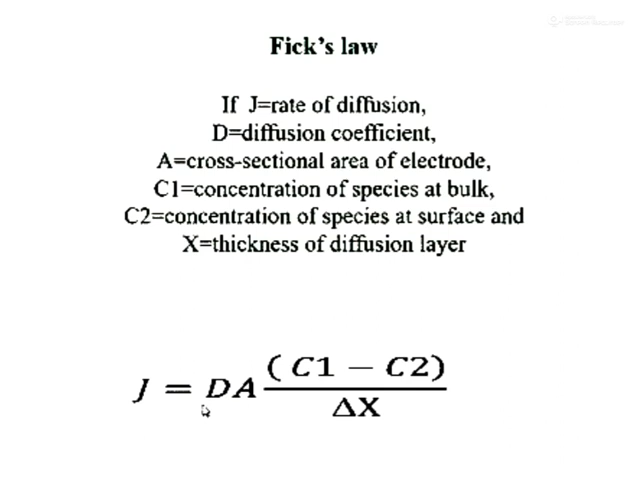 Fick's law
If J=rate of diffusion,
D=diffusion coefficient,
A=cross-sectional area of electrode,
C1=concentration of species at bulk,
C2=concentration of species at surface and
X=thickness of diffusion layer
J = DA (C1 − C2)
ΔX